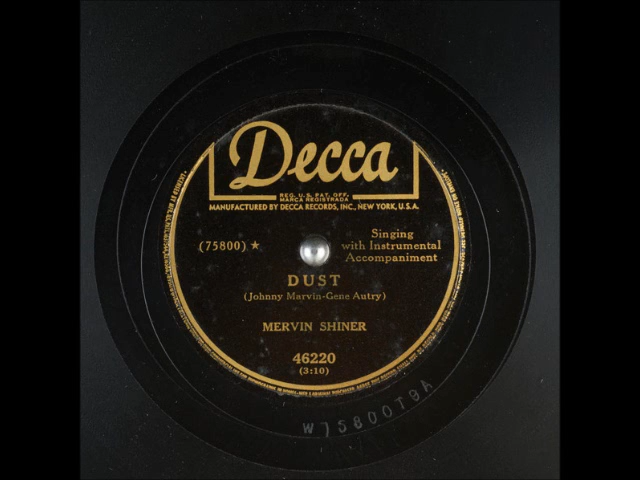 Decca
REG. U.S. PAT. OFF.
MARCA REGISTRADA
MANUFACTURED BY DECCA RECORDS, INC., NEW YORK, U.S.A.
(75800) ★
Singing
with Instrumental
Accompaniment
DUST
(Johnny Marvin-Gene Autry)
MERVIN SHINER
46220
(3:10)
W75800T9A